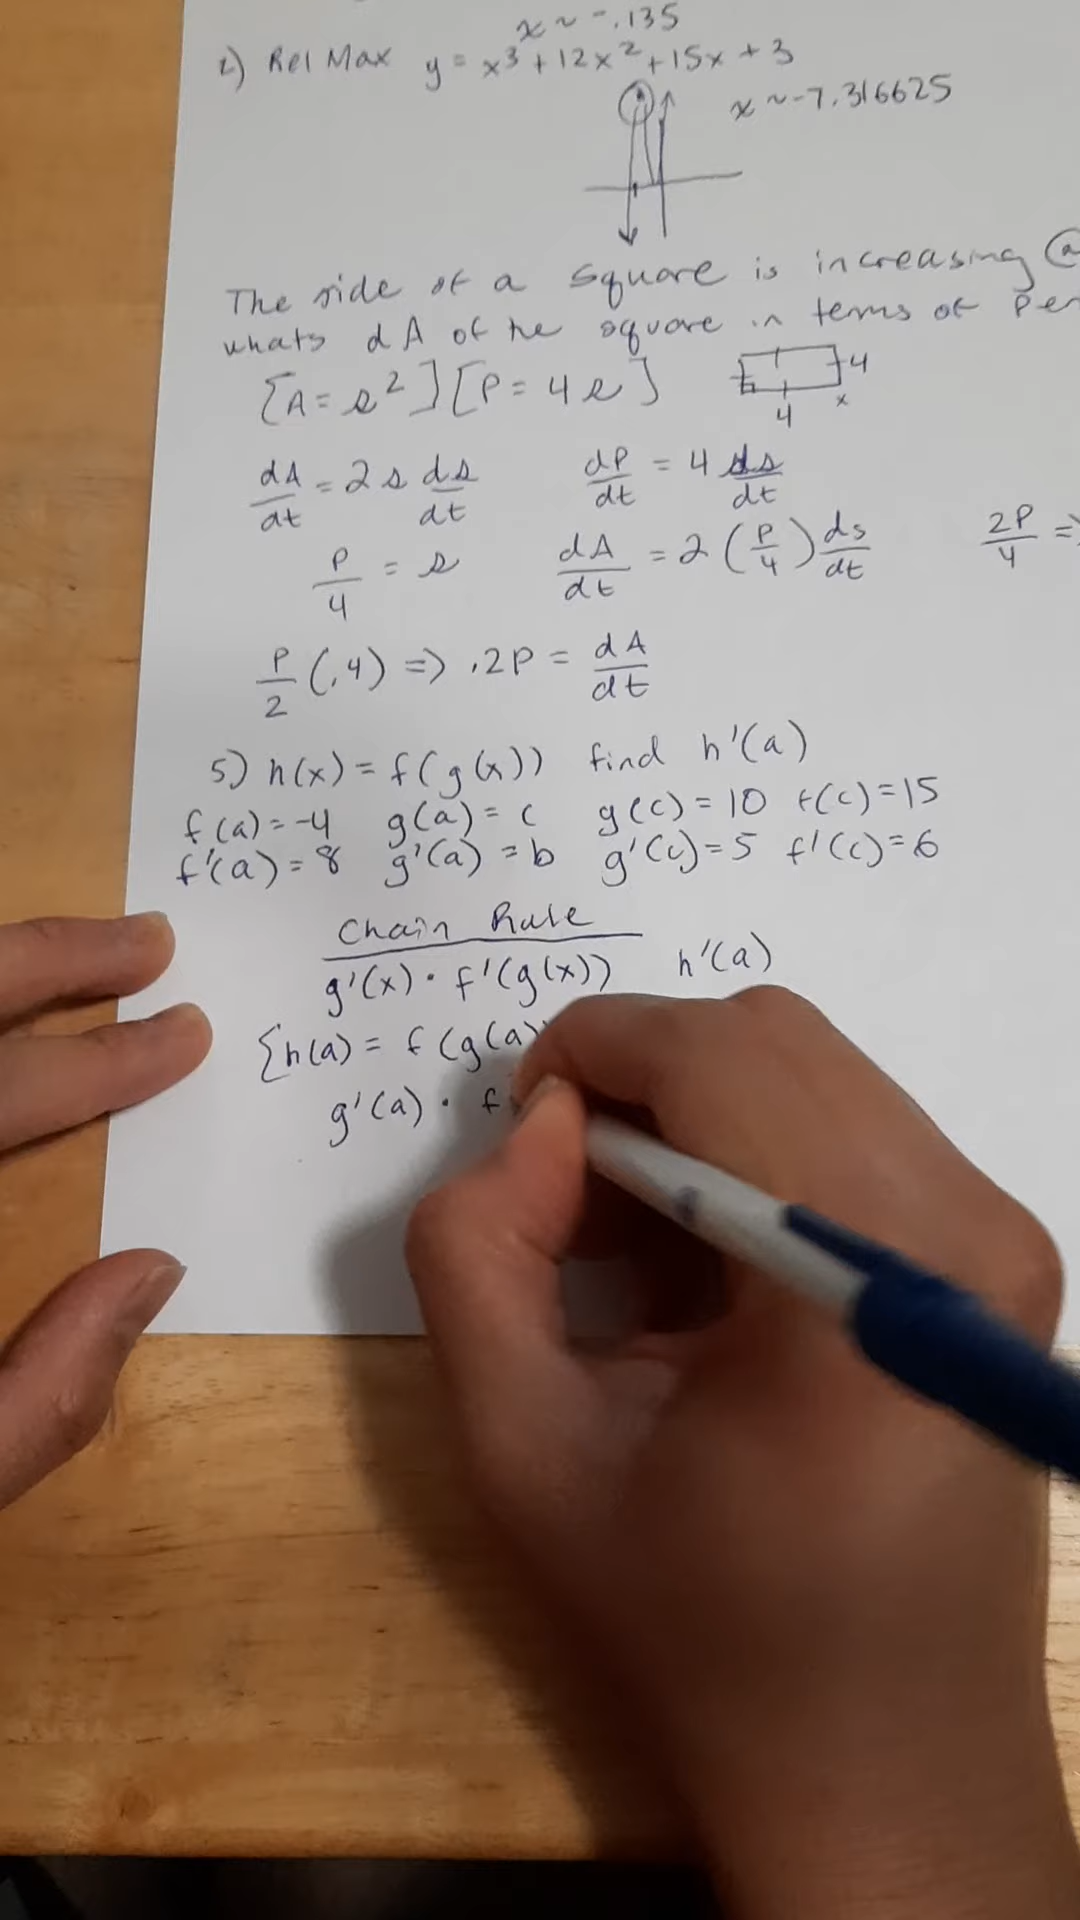 x ~ -.135
2) Rel Max y = x³ + 12x² + 15x + 3
x ~ -7.316625
The side of a square is increasing @
whats dA of the square in terms of Per
[A = s²] [P = 4s]
4
4 x
dA/dt = 2s ds/dt dP/dt = 4 ds/dt
P/4 = s dA/dt = 2 (P/4) ds/dt 2P/4 =>
P/2 (.4) => .2P = dA/dt
5) h(x) = f(g(x)) find h'(a)
f(a) = -4 g(a) = c g(c) = 10 f(c) = 15
f'(a) = 8 g'(a) = b g'(c) = 5 f'(c) = 6
Chain Rule
g'(x) · f'(g(x)) h'(a)
{h(a) = f(g(a)
g'(a) · f